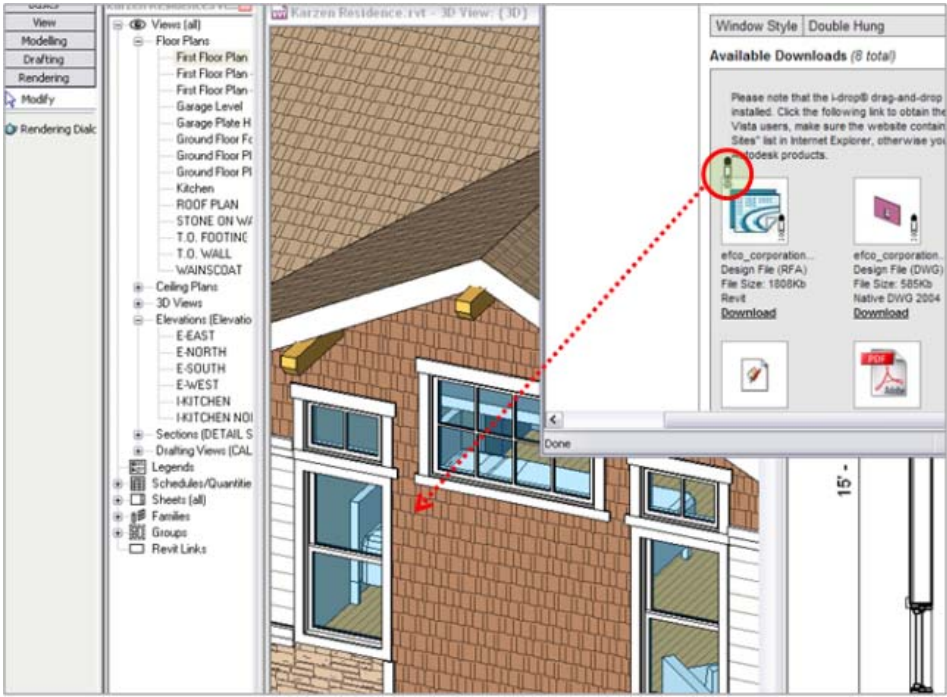 Basics
View
Modelling
Drafting
Rendering
Modify
Rendering Dialo
Views (all)
Floor Plans
First Floor Plan
First Floor Plan -
First Floor Plan -
Garage Level
Garage Plate H
Ground Floor Fo
Ground Floor Pl
Ground Floor Pl
Kitchen
ROOF PLAN
STONE ON WA
T.O. FOOTING
T.O. WALL
WAINSCOAT
Ceiling Plans
3D Views
Elevations (Elevatio
E-EAST
E-NORTH
E-SOUTH
E-WEST
I-KITCHEN
I-KITCHEN NO
Sections (DETAIL S
Drafting Views (CAL
Legends
Schedules/Quantitie
Sheets (all)
Families
Groups
Revit Links
Karzen Residence.rvt - 3D View: {3D}
Window Style Double Hung
Available Downloads (8 total)
Please note that the i-drop® drag-and-drop
installed. Click the following link to obtain the
Vista users, make sure the website contain
Sites" list in Internet Explorer, otherwise you
Autodesk products.
efco_corporation...
Design File (RFA)
File Size: 1808Kb
Revit
Download
efco_corporation...
Design File (DWG)
File Size: 585Kb
Native DWG 2004
Download
PDF
Adobe
Done
15' -